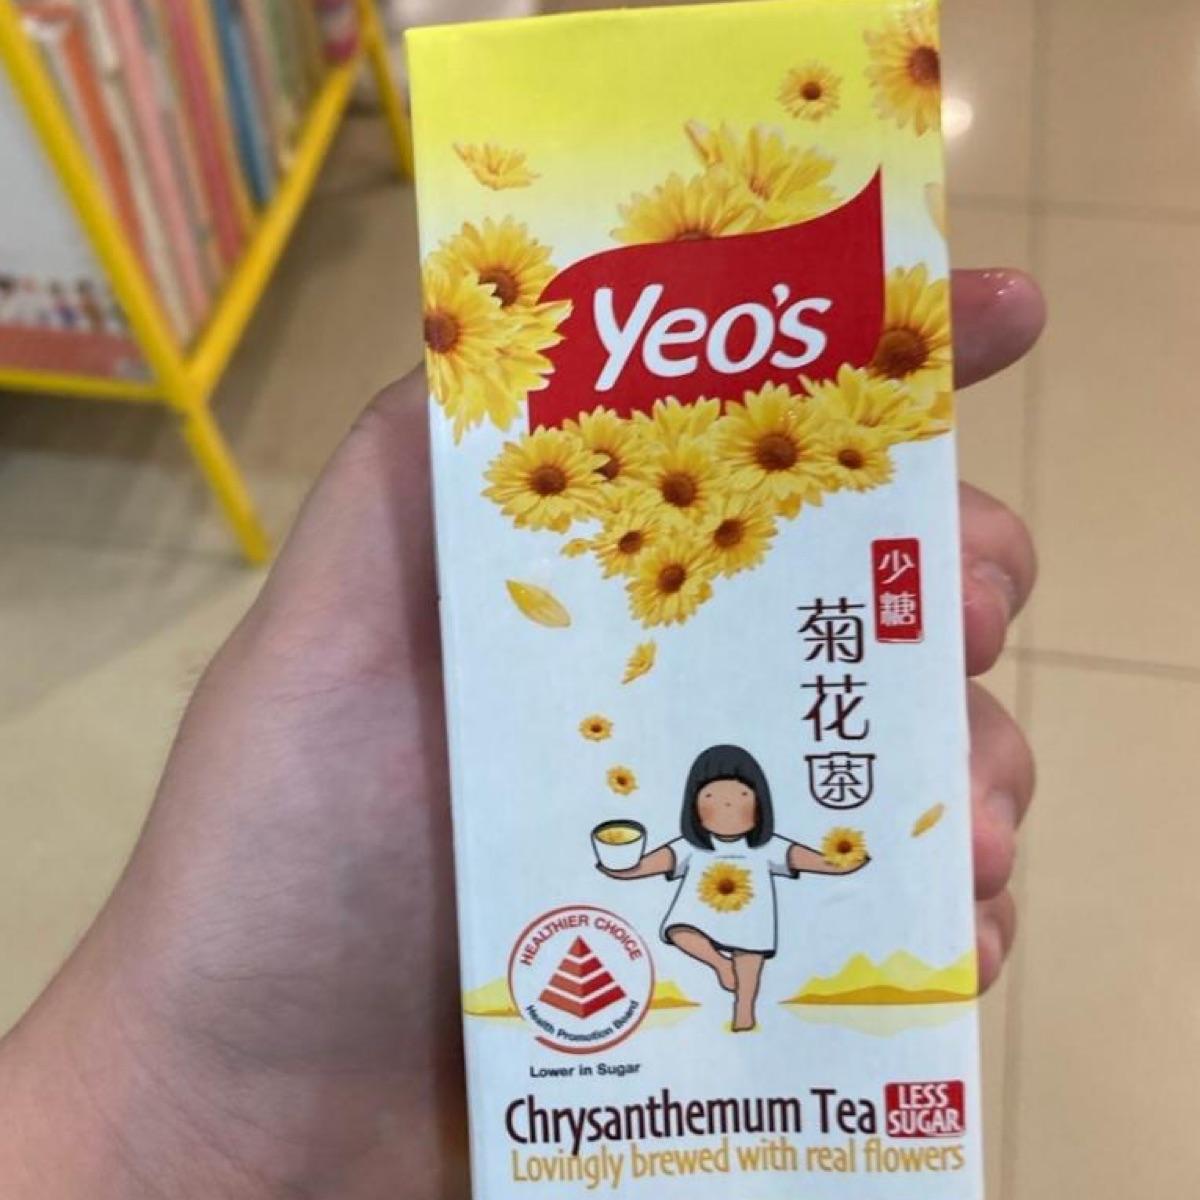 Yeo's
少糖
菊花茶
HEALTHIER CHOICE
Health Promotion Board
Lower in Sugar
Chrysanthemum Tea
LESS SUGAR
Lovingly brewed with real flowers